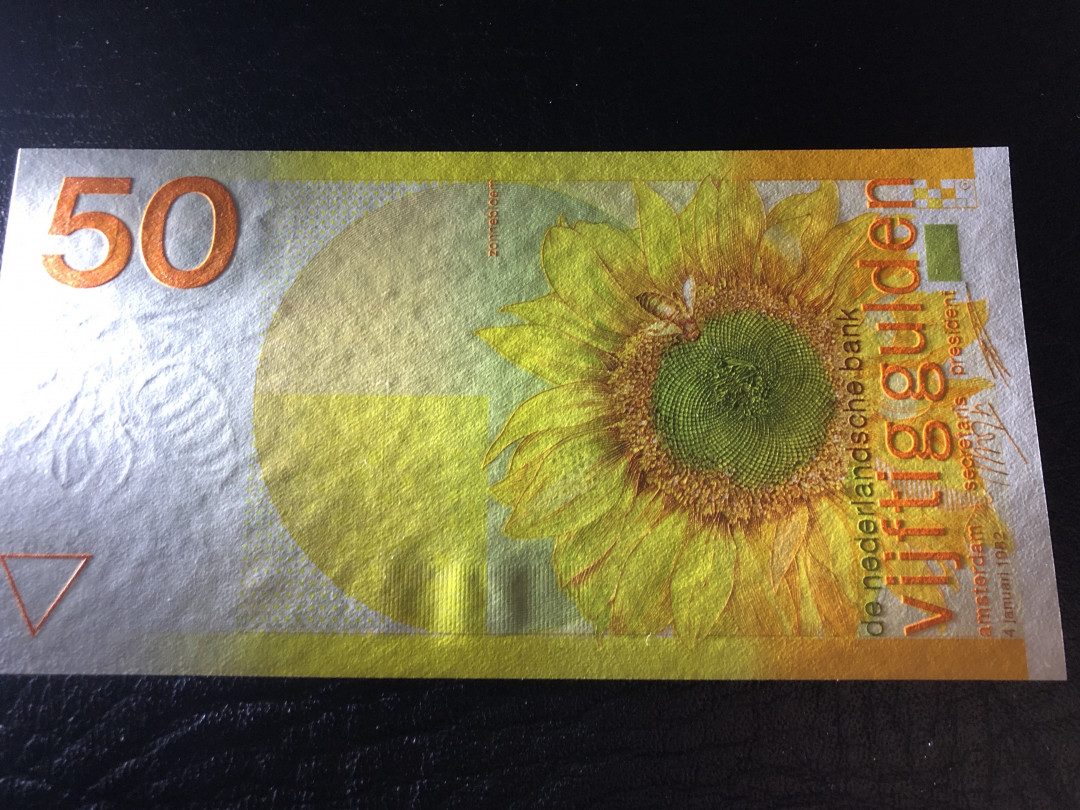 50
zonnebloem
de nederlandsche bank
vijftig gulden
amsterdam secretaris president
4 januari 1982